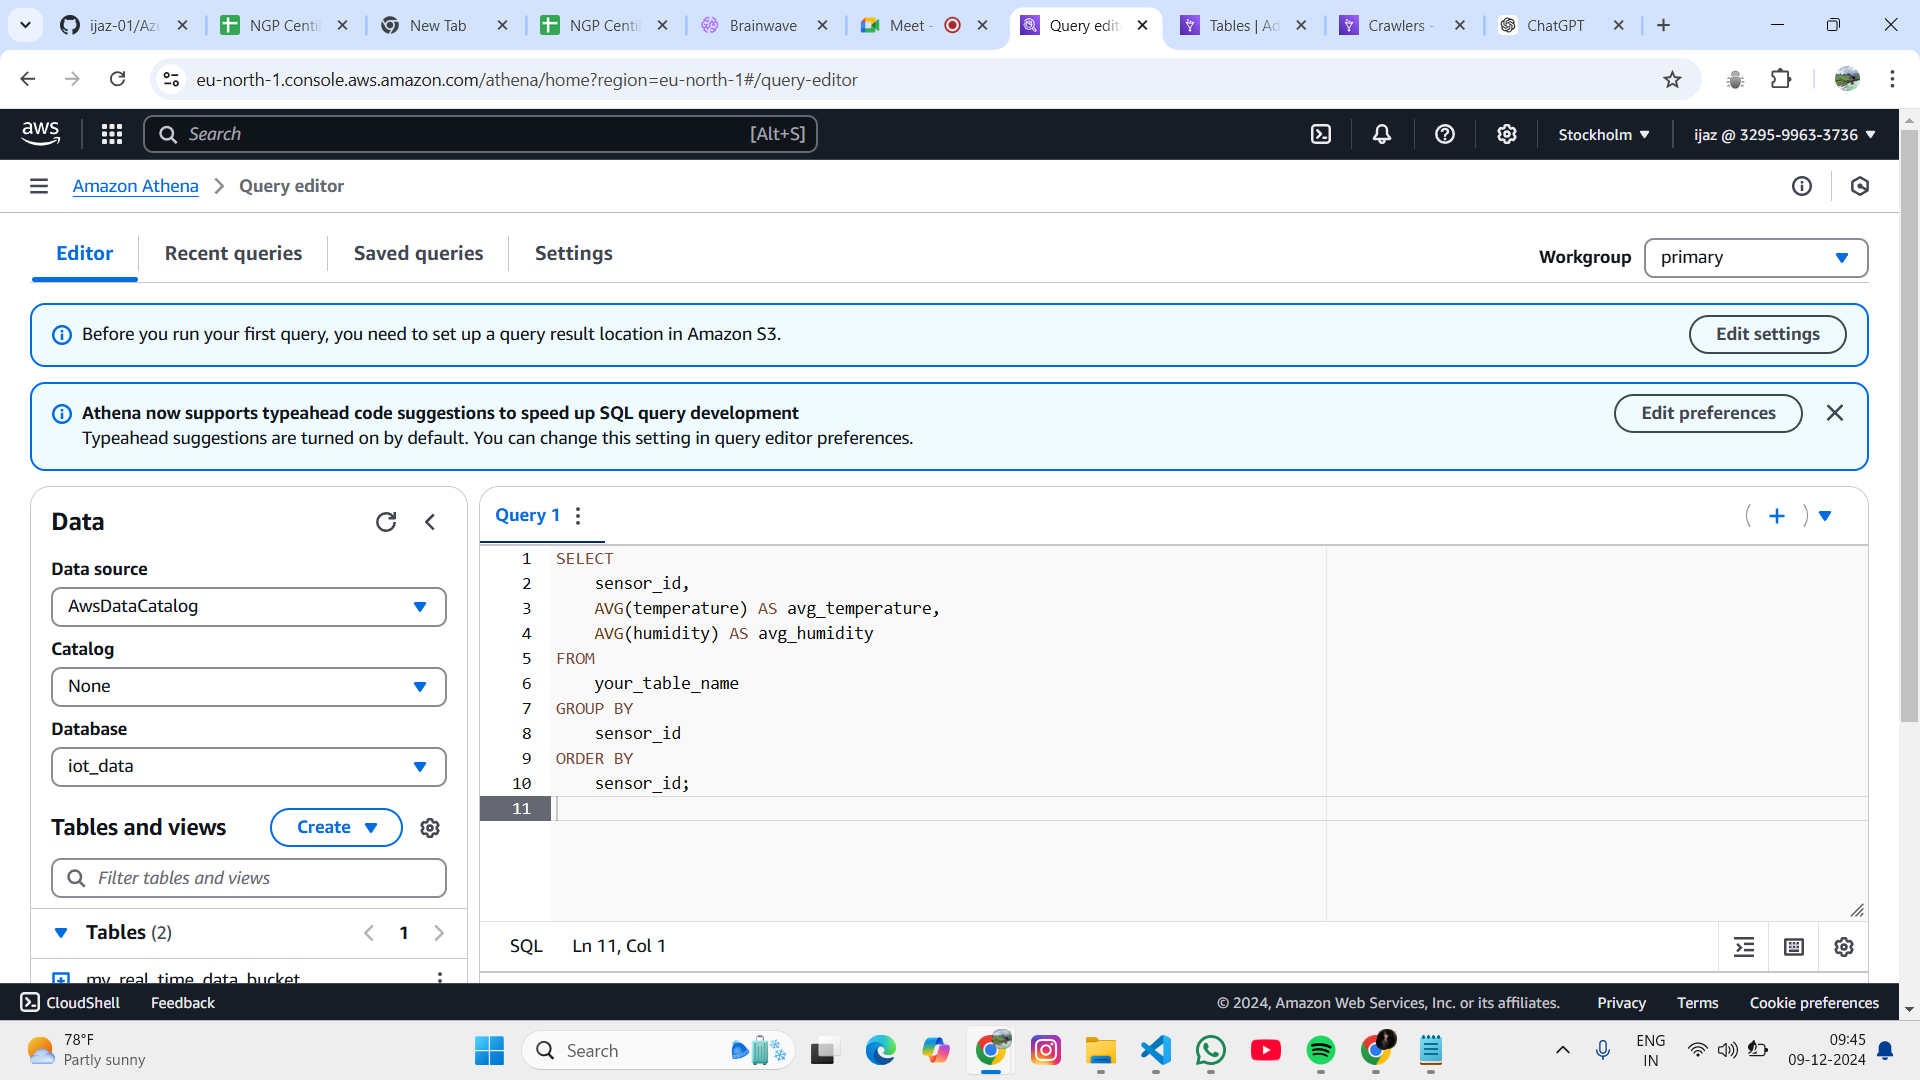 ijaz-01/Azu
NGP Centil
New Tab
NGP Centil
Brainwave
Meet -
Query edit
Tables | Ad
Crawlers -
ChatGPT
eu-north-1.console.aws.amazon.com/athena/home?region=eu-north-1#/query-editor
aws
Search
[Alt+S]
Stockholm
ijaz @ 3295-9963-3736
Amazon Athena
Query editor
Editor
Recent queries
Saved queries
Settings
Workgroup
primary
Before you run your first query, you need to set up a query result location in Amazon S3.
Edit settings
Athena now supports typeahead code suggestions to speed up SQL query development
Typeahead suggestions are turned on by default. You can change this setting in query editor preferences.
Edit preferences
Data
Data source
AwsDataCatalog
Catalog
None
Database
iot_data
Tables and views
Create
Filter tables and views
Tables (2)
1
my_real_time_data_bucket
Query 1
1 SELECT
2 sensor_id,
3 AVG(temperature) AS avg_temperature,
4 AVG(humidity) AS avg_humidity
5 FROM
6 your_table_name
7 GROUP BY
8 sensor_id
9 ORDER BY
10 sensor_id;
11
SQL
Ln 11, Col 1
CloudShell
Feedback
© 2024, Amazon Web Services, Inc. or its affiliates.
Privacy
Terms
Cookie preferences
78°F
Partly sunny
Search
ENG
IN
09:45
09-12-2024